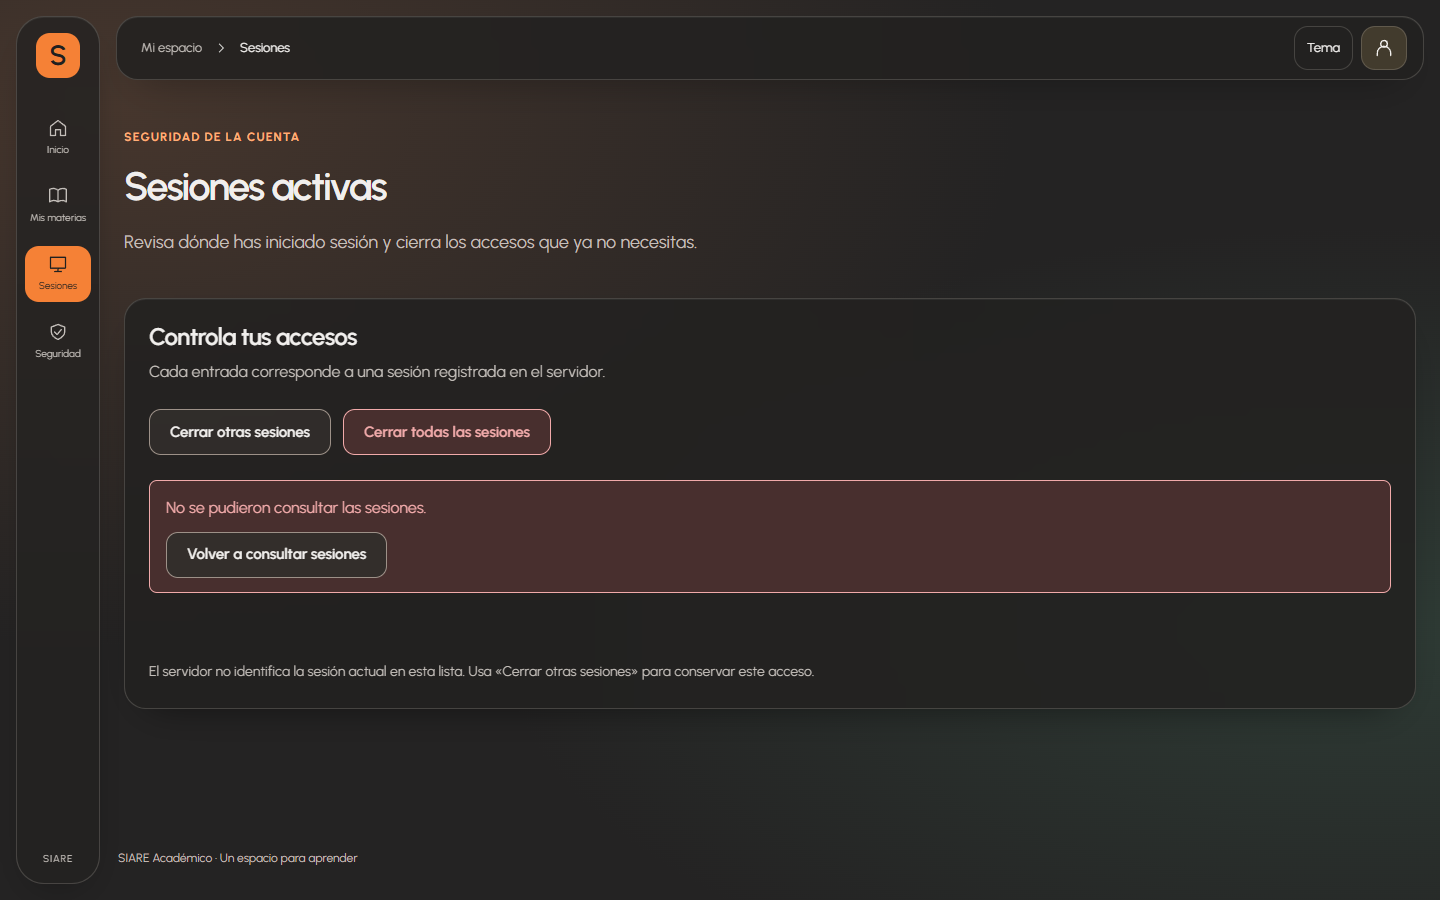 S
Inicio
Mis materias
Sesiones
Seguridad
SIARE
Mi espacio > Sesiones
Tema
SEGURIDAD DE LA CUENTA
Sesiones activas
Revisa dónde has iniciado sesión y cierra los accesos que ya no necesitas.
Controla tus accesos
Cada entrada corresponde a una sesión registrada en el servidor.
Cerrar otras sesiones
Cerrar todas las sesiones
No se pudieron consultar las sesiones.
Volver a consultar sesiones
El servidor no identifica la sesión actual en esta lista. Usa «Cerrar otras sesiones» para conservar este acceso.
SIARE Académico · Un espacio para aprender